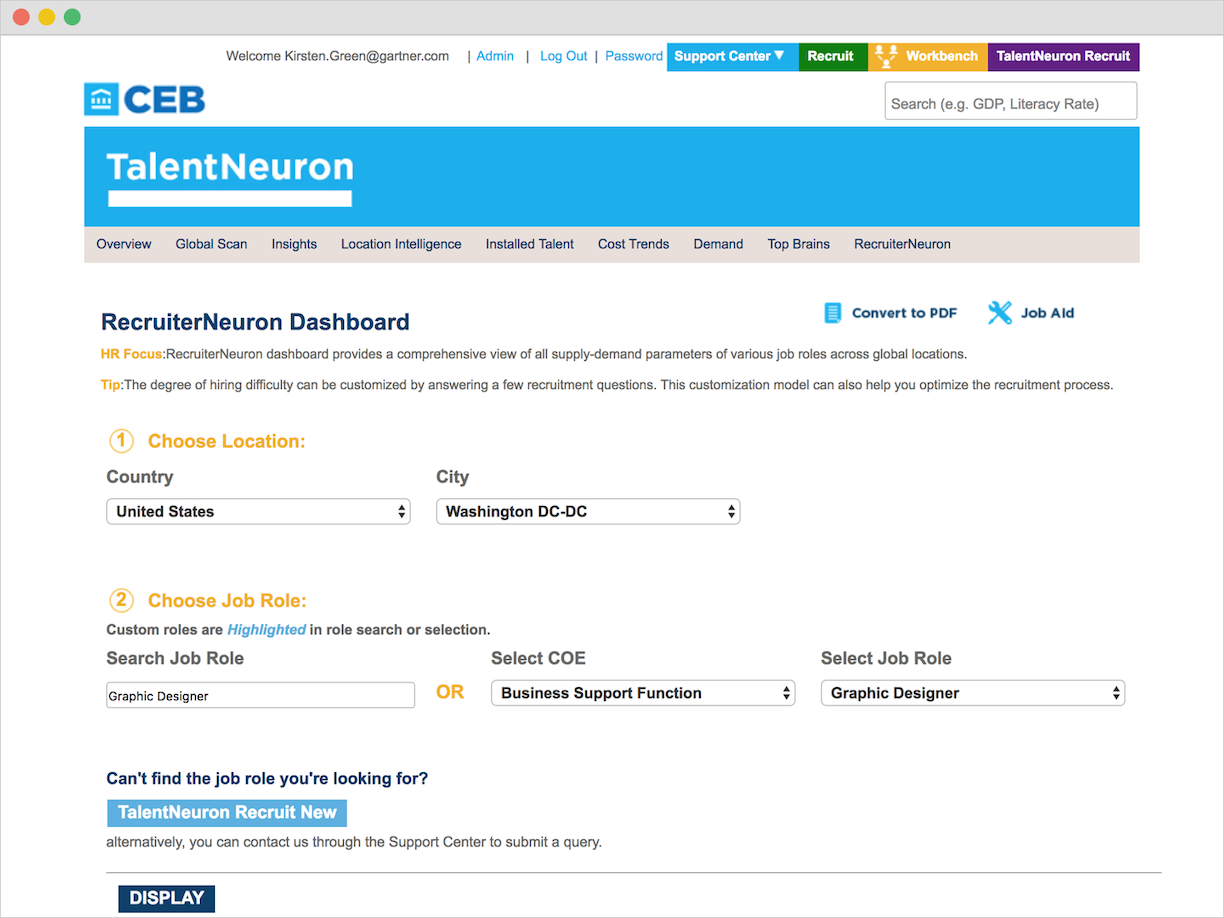 Welcome Kirsten.Green@gartner.com | Admin | Log Out | Password Support Center ▼ Recruit Workbench TalentNeuron Recruit
CEB
Search (e.g. GDP, Literacy Rate)
TalentNeuron
Overview Global Scan Insights Location Intelligence Installed Talent Cost Trends Demand Top Brains RecruiterNeuron
RecruiterNeuron Dashboard
Convert to PDF Job Aid
HR Focus:RecruiterNeuron dashboard provides a comprehensive view of all supply-demand parameters of various job roles across global locations.
Tip:The degree of hiring difficulty can be customized by answering a few recruitment questions. This customization model can also help you optimize the recruitment process.
1 Choose Location:
Country City
United States Washington DC-DC
2 Choose Job Role:
Custom roles are Highlighted in role search or selection.
Search Job Role Select COE Select Job Role
Graphic Designer OR Business Support Function Graphic Designer
Can't find the job role you're looking for?
TalentNeuron Recruit New
alternatively, you can contact us through the Support Center to submit a query.
DISPLAY